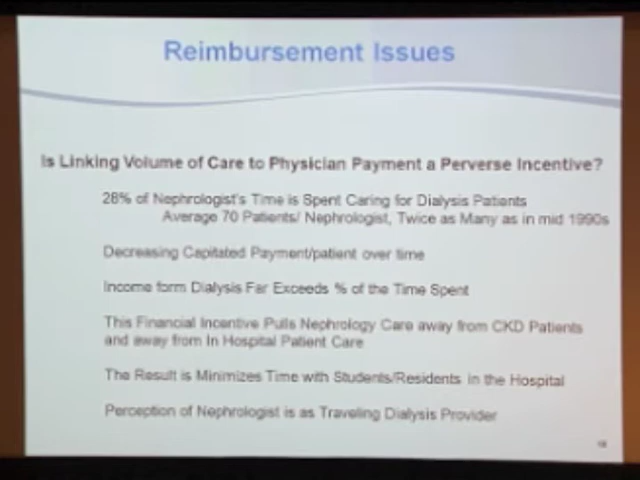 Reimbursement Issues
Is Linking Volume of Care to Physician Payment a Perverse Incentive?
28% of Nephrologist's Time is Spent Caring for Dialysis Patients
Average 70 Patients/ Nephrologist, Twice as Many as in mid 1990s
Decreasing Capitated Payment/patient over time
Income form Dialysis Far Exceeds % of the Time Spent
This Financial Incentive Pulls Nephrology Care away from CKD Patients
and away from In Hospital Patient Care
The Result is Minimizes Time with Students/Residents in the Hospital
Perception of Nephrologist is as Traveling Dialysis Provider